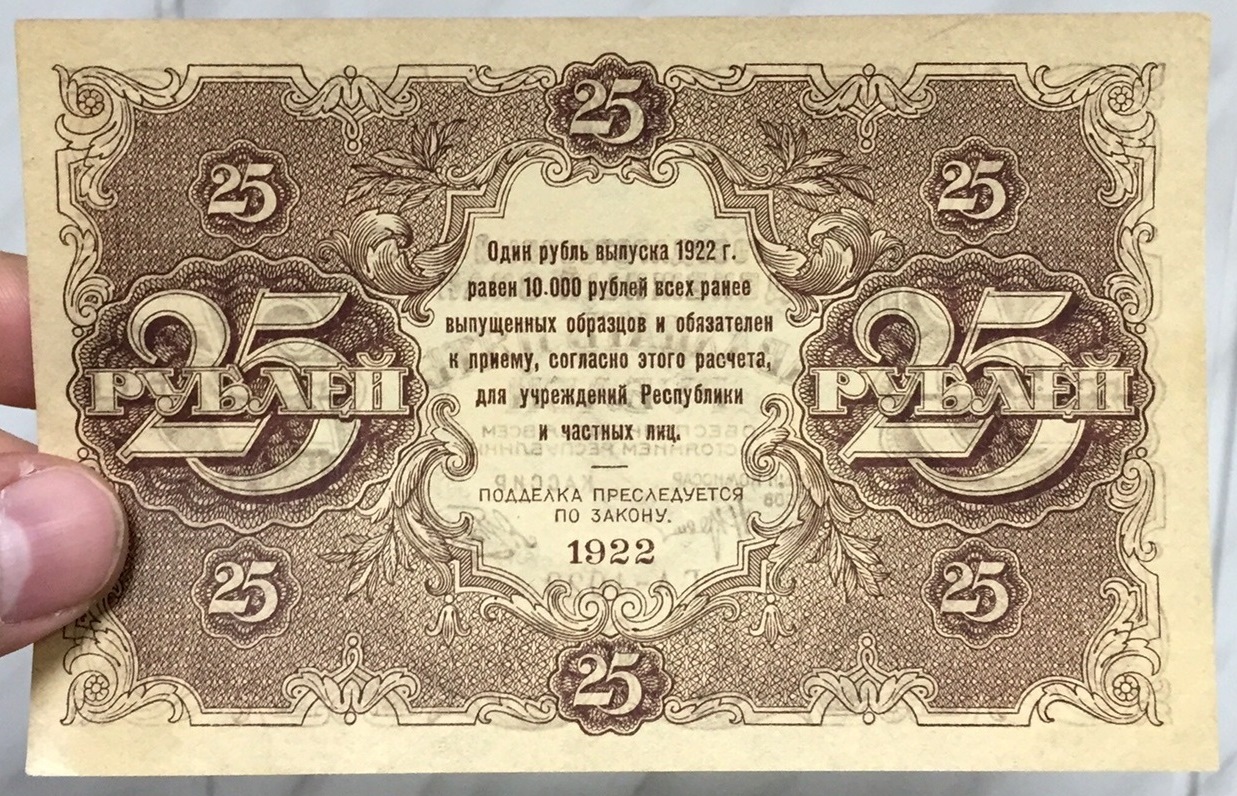 25
25
25
Один рубль выпуска 1922 г.
равен 10.000 рублей всех ранее
выпущенных образцов и обязателен
к приему, согласно этого расчета,
для учреждений Республики
и частных лиц.
25
РУБЛЕЙ
25
РУБЛЕЙ
ПОДДЕЛКА ПРЕСЛЕДУЕТСЯ
ПО ЗАКОНУ.
1922
25
25
25